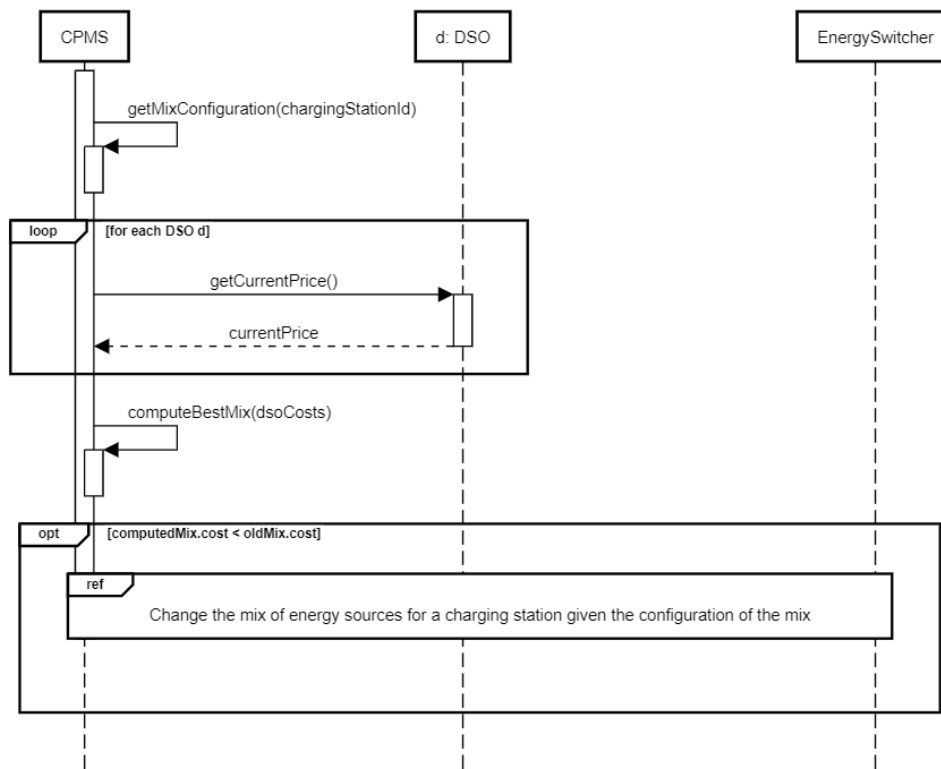 CPMS
d: DSO
EnergySwitcher
getMixConfiguration(chargingStationId)
loop
[for each DSO d]
getCurrentPrice()
currentPrice
computeBestMix(dsoCosts)
opt
[computedMix.cost < oldMix.cost]
ref
Change the mix of energy sources for a charging station given the configuration of the mix